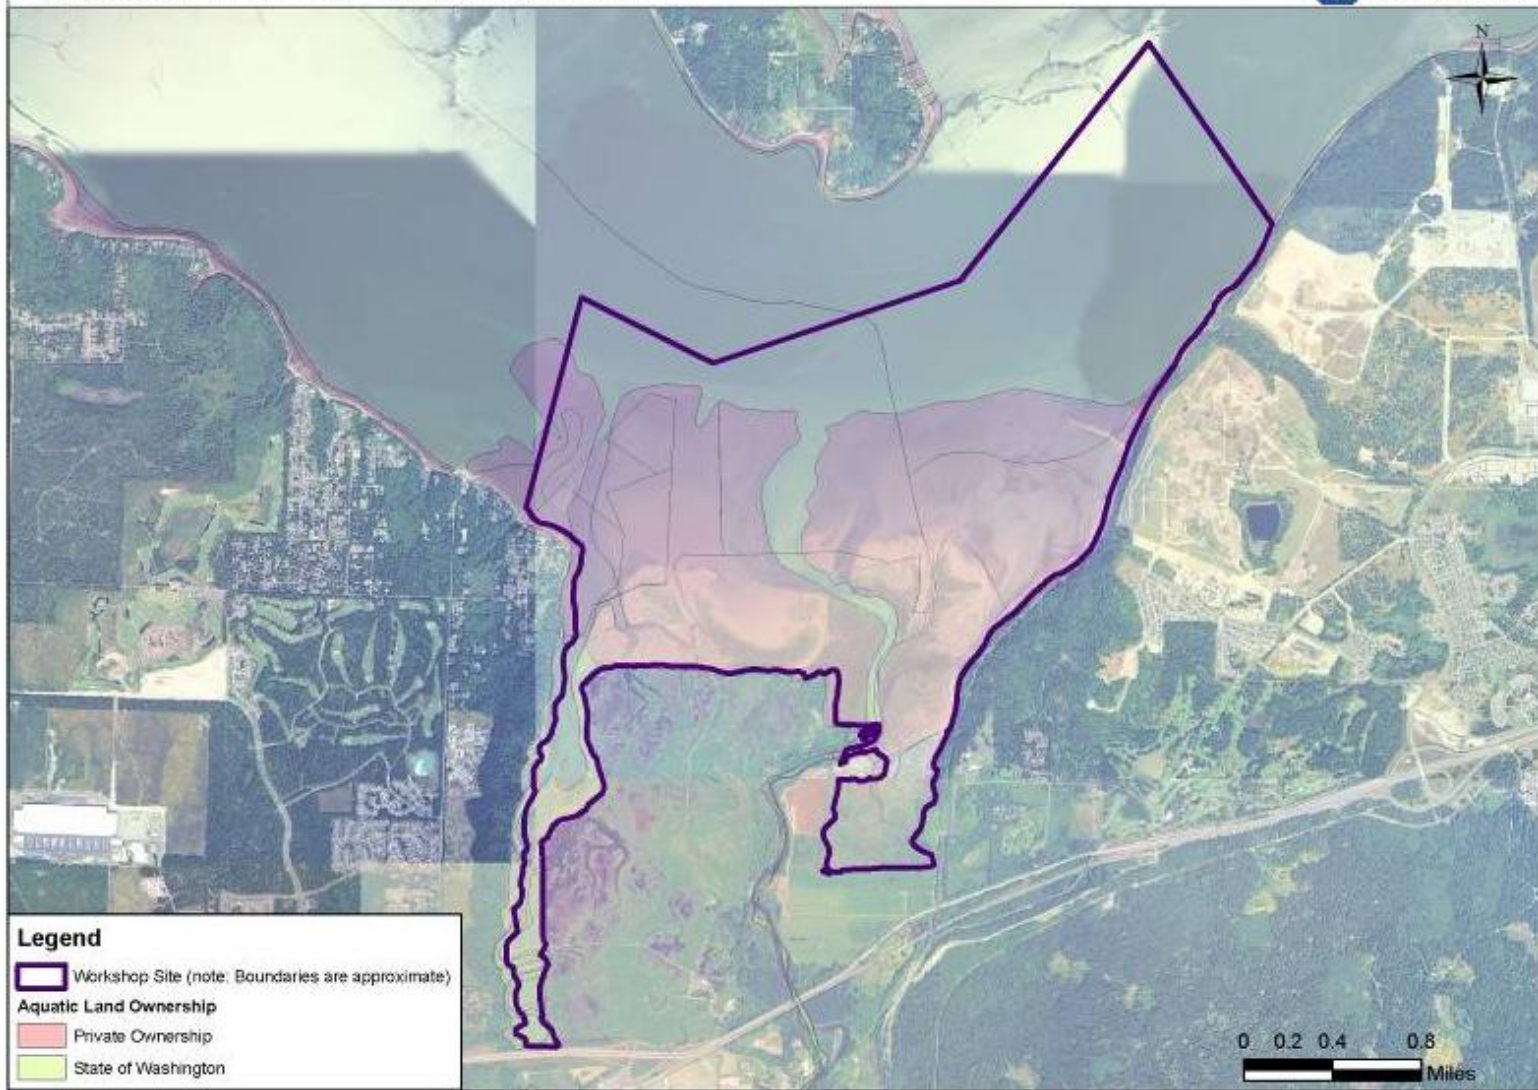 N
Legend
Workshop Site (note: Boundaries are approximate)
Aquatic Land Ownership
Private Ownership
State of Washington
0 0.2 0.4 0.8
Miles